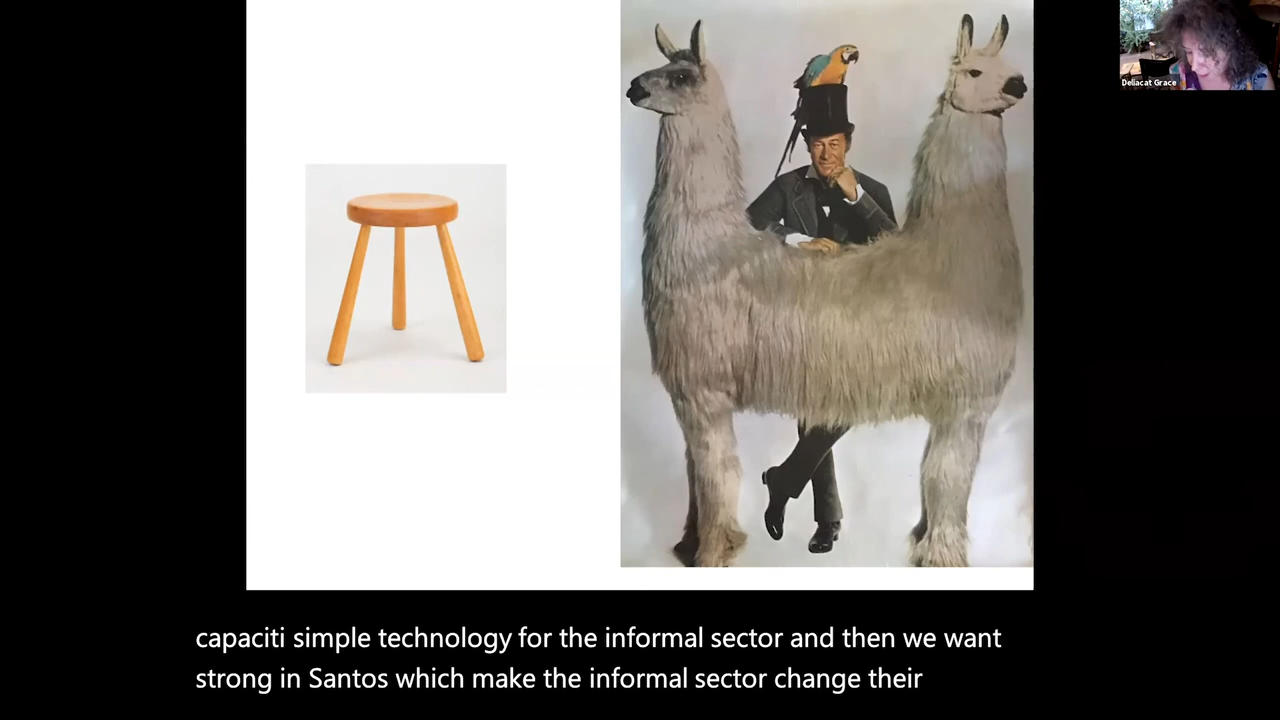 Deliacat Grace
capaciti simple technology for the informal sector and then we want
strong in Santos which make the informal sector change their